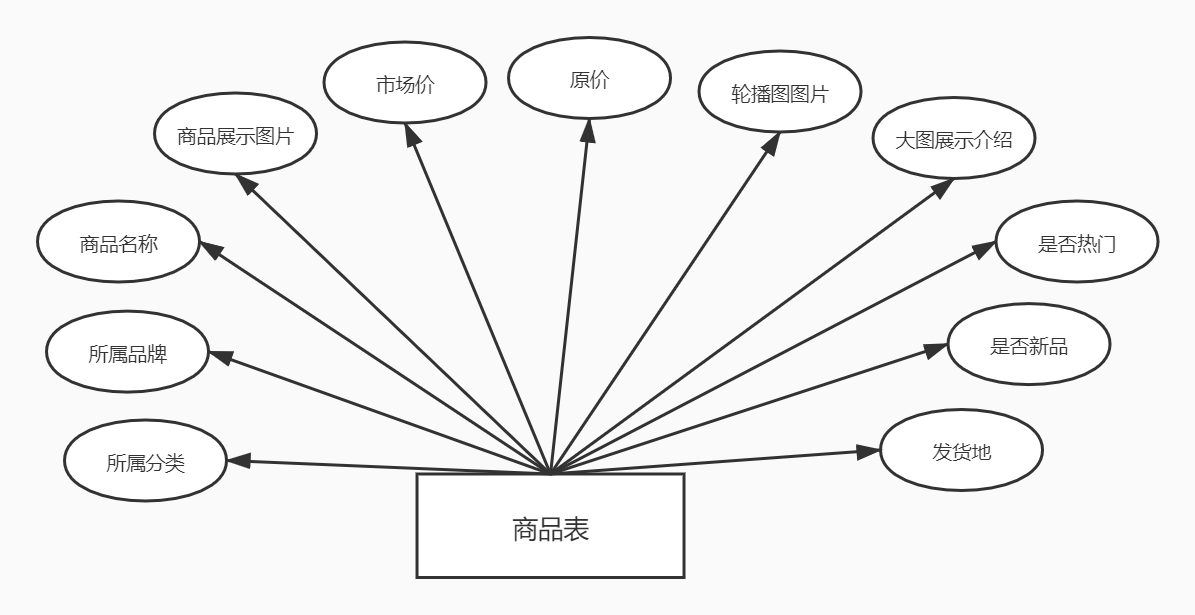 市场价
原价
轮播图图片
商品展示图片
大图展示介绍
商品名称
是否热门
所属品牌
是否新品
所属分类
发货地
商品表